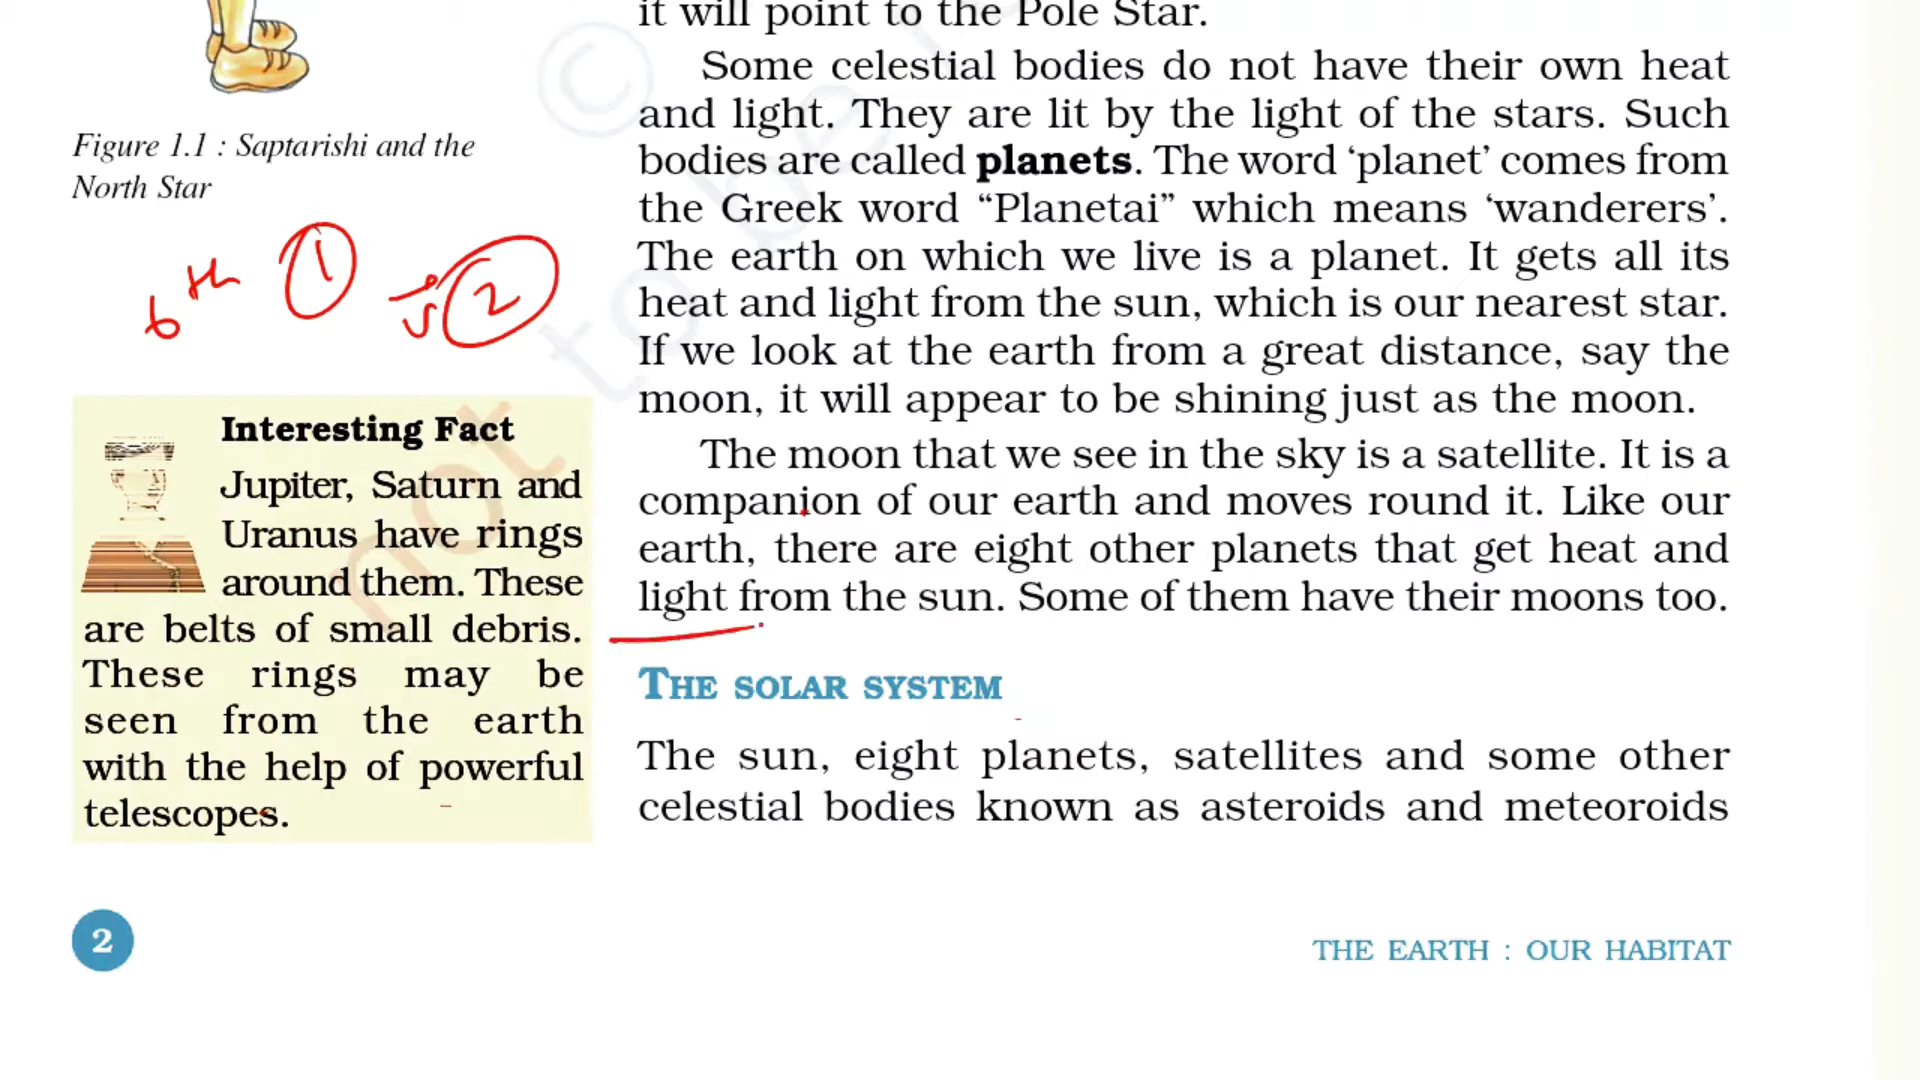 it will point to the Pole Star.
Some celestial bodies do not have their own heat
and light. They are lit by the light of the stars. Such
bodies are called planets. The word ‘planet’ comes from
the Greek word “Planetai” which means ‘wanderers’.
The earth on which we live is a planet. It gets all its
heat and light from the sun, which is our nearest star.
If we look at the earth from a great distance, say the
moon, it will appear to be shining just as the moon.
The moon that we see in the sky is a satellite. It is a
companion of our earth and moves round it. Like our
earth, there are eight other planets that get heat and
light from the sun. Some of them have their moons too.
THE SOLAR SYSTEM
The sun, eight planets, satellites and some other
celestial bodies known as asteroids and meteoroids
Figure 1.1 : Saptarishi and the
North Star
6th 1 2
Interesting Fact
Jupiter, Saturn and
Uranus have rings
around them. These
are belts of small debris.
These rings may be
seen from the earth
with the help of powerful
telescopes.
© not to be
2
THE EARTH : OUR HABITAT